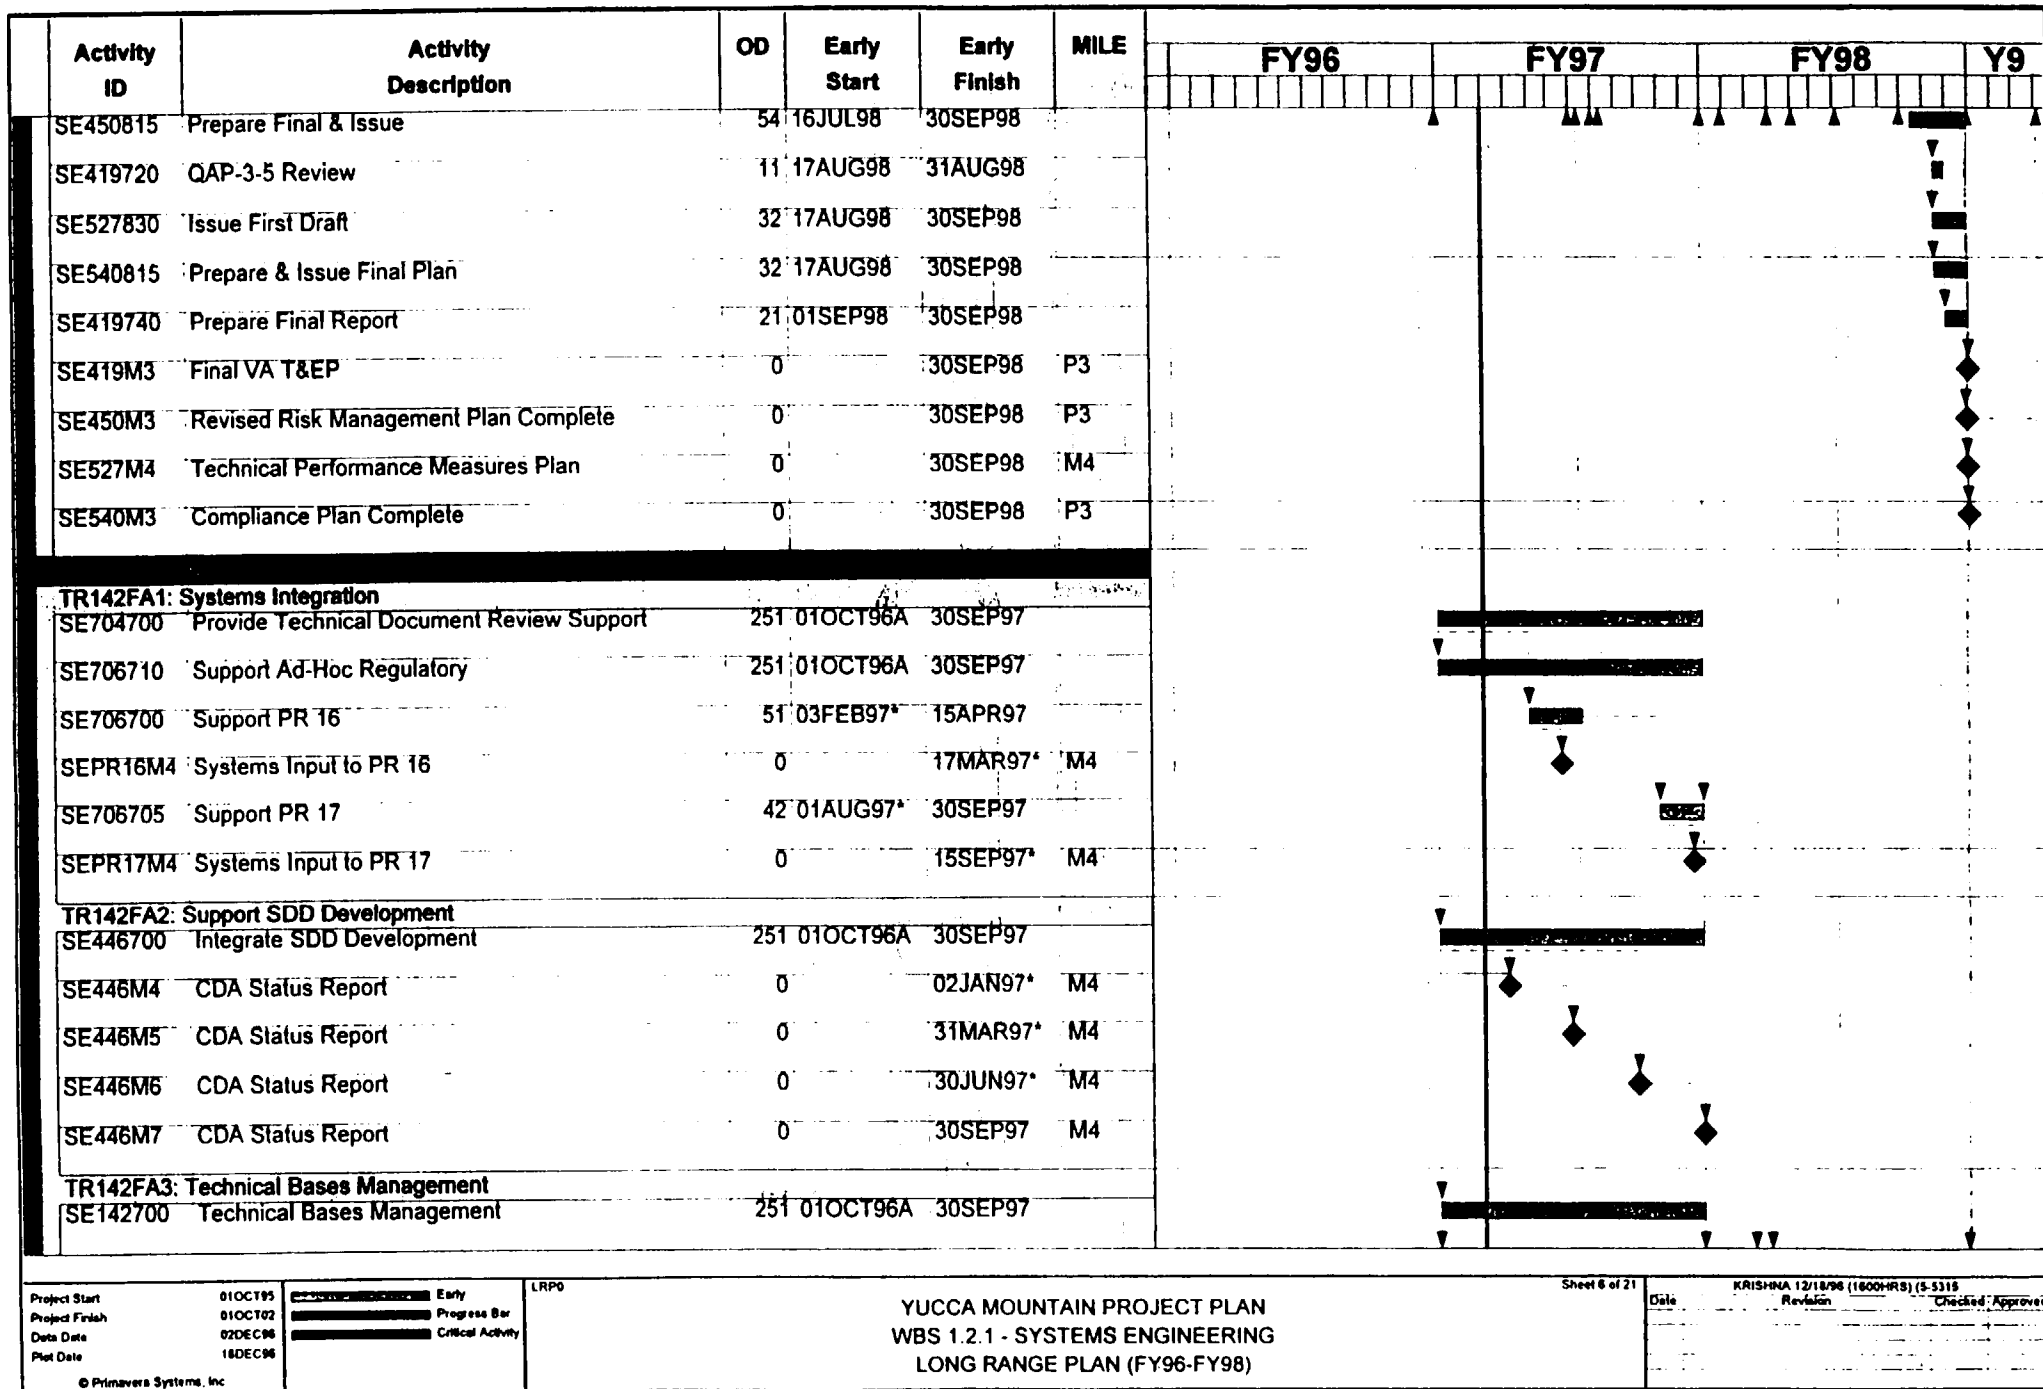 Activity ID Activity Description OD Early Start Early Finish MILE FY96 FY97 FY98 Y9
SE450815 Prepare Final & Issue 54 16JUL98 30SEP98
SE419720 QAP-3-5 Review 11 17AUG98 31AUG98
SE527830 Issue First Draft 32 17AUG98 30SEP98
SE540815 Prepare & Issue Final Plan 32 17AUG98 30SEP98
SE419740 Prepare Final Report 21 01SEP98 30SEP98
SE419M3 Final VA T&EP 0 30SEP98 P3
SE450M3 Revised Risk Management Plan Complete 0 30SEP98 P3
SE527M4 Technical Performance Measures Plan 0 30SEP98 M4
SE540M3 Compliance Plan Complete 0 30SEP98 P3
TR142FA1: Systems Integration
SE704700 Provide Technical Document Review Support 251 01OCT96A 30SEP97
SE706710 Support Ad-Hoc Regulatory 251 01OCT96A 30SEP97
SE706700 Support PR 16 51 03FEB97* 15APR97
SEPR16M4 Systems Input to PR 16 0 17MAR97* M4
SE706705 Support PR 17 42 01AUG97* 30SEP97
SEPR17M4 Systems Input to PR 17 0 15SEP97* M4
TR142FA2: Support SDD Development
SE446700 Integrate SDD Development 251 01OCT96A 30SEP97
SE446M4 CDA Status Report 0 02JAN97* M4
SE446M5 CDA Status Report 0 31MAR97* M4
SE446M6 CDA Status Report 0 30JUN97* M4
SE446M7 CDA Status Report 0 30SEP97 M4
TR142FA3: Technical Bases Management
SE142700 Technical Bases Management 251 01OCT96A 30SEP97
Project Start 01OCT95
Project Finish 01OCT02
Data Date 02DEC96
Plot Date 18DEC96
© Primavera Systems, Inc
Early
Progress Bar
Critical Activity
LRP0
YUCCA MOUNTAIN PROJECT PLAN
WBS 1.2.1 - SYSTEMS ENGINEERING
LONG RANGE PLAN (FY96-FY98)
Sheet 6 of 21
KRISHNA 12/18/96 (1600HRS) (5-5315
Date Revision Checked Approved